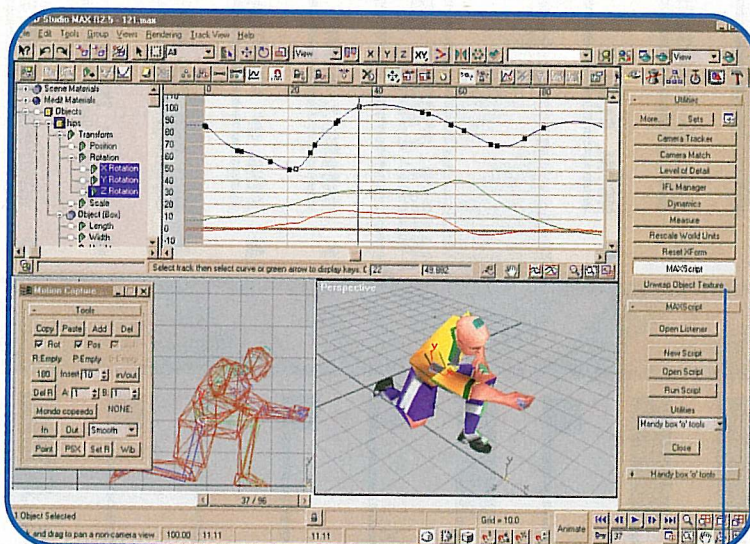 D Studio MAX R2.5 - 121.max
File Edit Tools Group Views Rendering Track View Help
All View X Y Z XY View
Scene Materials
Medit Materials
Objects
hips
Transform
Position
Rotation
X Rotation
Y Rotation
Z Rotation
Scale
Object (Box)
Length
Width
0 20 40 60 80
110
100
90
80
70
60
50
40
30
20
10
0
-10
Select track then select curve or green arrow to display keys. 22 49.882
Motion Capture
Tools
Copy Paste Add Del
Rot Pos
R:Empty P:Empty
180 Insert 10 in/out
Del R A: 1 B: 1
Mondo copeedo NONE:
In Out Smooth
Point PSX Set R Wib
Perspective
x y z
37 / 96
Utilities
More... Sets
Camera Tracker
Camera Match
Level of Detail
IFL Manager
Dynamics
Measure
Rescale World Units
Reset XForm
MAXScript
Unwrap Object Texture
MAXScript
Open Listener
New Script
Open Script
Run Script
Utilities
Handy box 'o' tools
Close
Handy box 'o' tools
1 Object Selected
Grid = 10.0
Animate
k and drag to pan a non-camera view 100.00 11.11 11.11
37